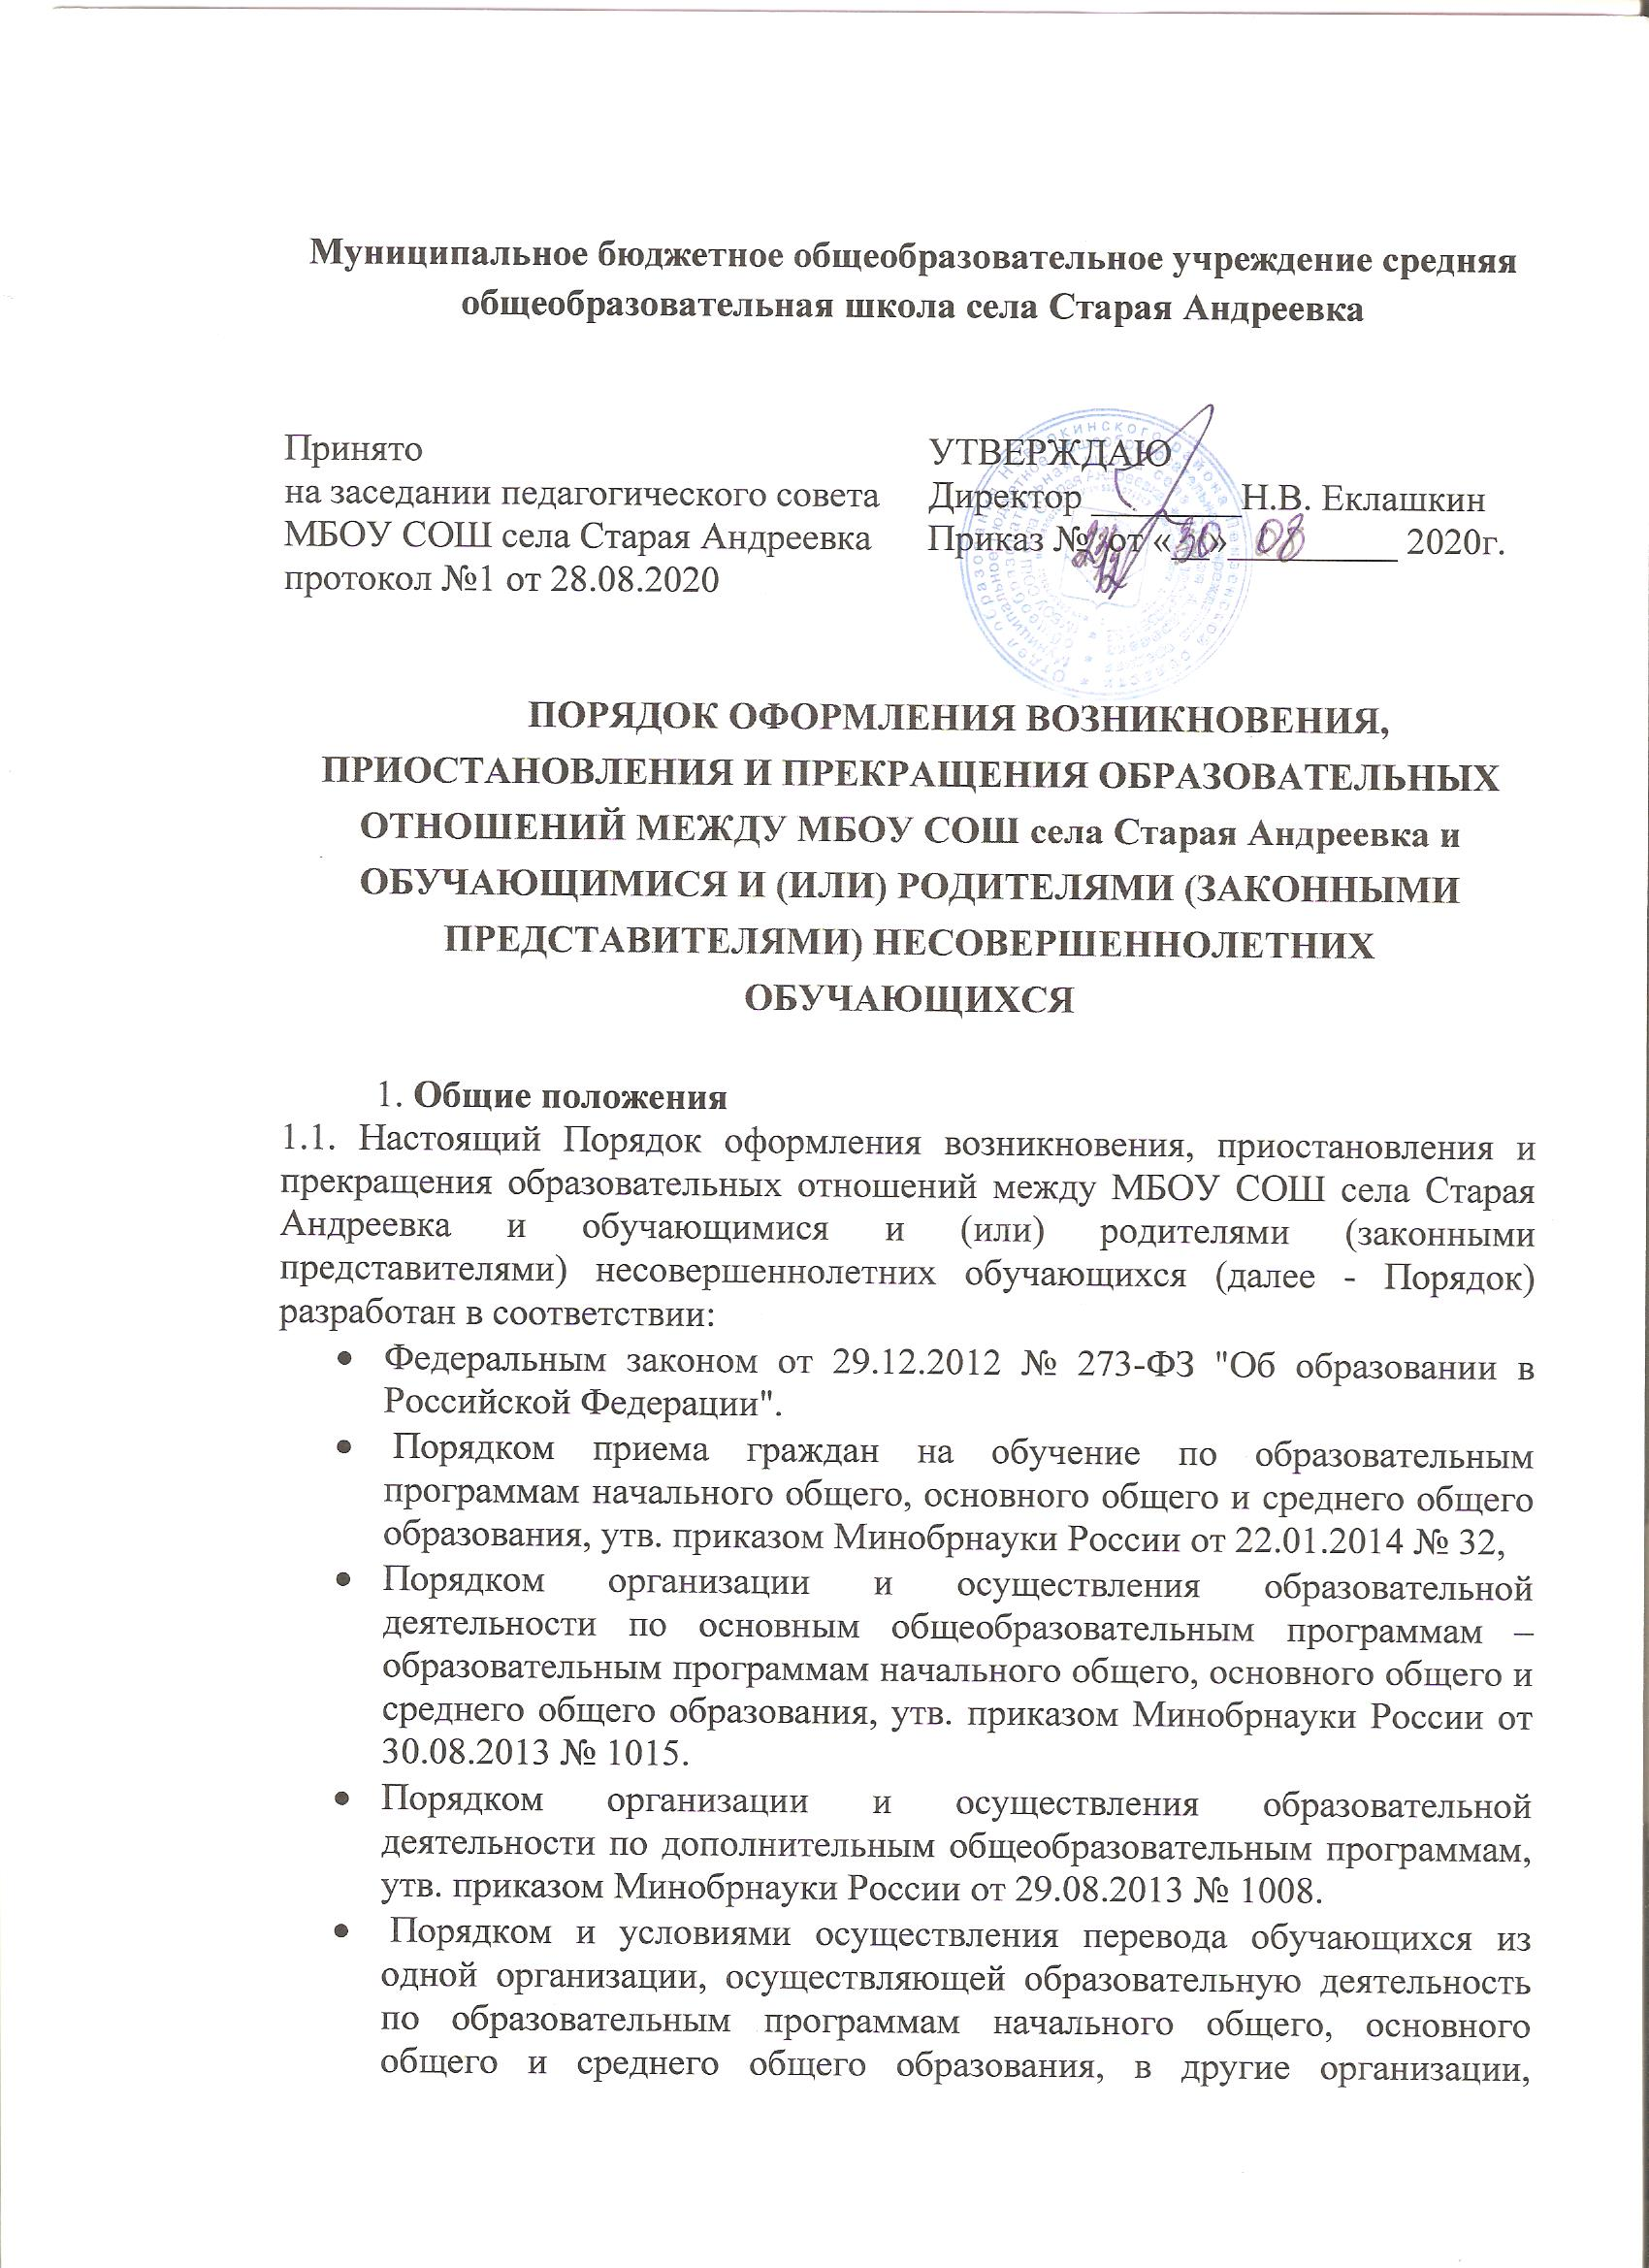 Муниципальное бюджетное общеобразовательное учреждение средняя
общеобразовательная школа села Старая Андреевка
Принято
на заседании педагогического совета
МБОУ СОШ села Старая Андреевка
протокол №1 от 28.08.2020
УТВЕРЖДАЮ
Директор ________Н.В. Еклашкин
Приказ № от «30» 08 2020г.
ПОРЯДОК ОФОРМЛЕНИЯ ВОЗНИКНОВЕНИЯ,
ПРИОСТАНОВЛЕНИЯ И ПРЕКРАЩЕНИЯ ОБРАЗОВАТЕЛЬНЫХ
ОТНОШЕНИЙ МЕЖДУ МБОУ СОШ села Старая Андреевка и
ОБУЧАЮЩИМИСЯ И (ИЛИ) РОДИТЕЛЯМИ (ЗАКОННЫМИ
ПРЕДСТАВИТЕЛЯМИ) НЕСОВЕРШЕННОЛЕТНИХ
ОБУЧАЮЩИХСЯ
1. Общие положения
1.1. Настоящий Порядок оформления возникновения, приостановления и
прекращения образовательных отношений между МБОУ СОШ села Старая
Андреевка и обучающимися и (или) родителями (законными
представителями) несовершеннолетних обучающихся (далее - Порядок)
разработан в соответствии:
• Федеральным законом от 29.12.2012 № 273-ФЗ "Об образовании в
Российской Федерации".
• Порядком приема граждан на обучение по образовательным
программам начального общего, основного общего и среднего общего
образования, утв. приказом Минобрнауки России от 22.01.2014 № 32,
• Порядком организации и осуществления образовательной
деятельности по основным общеобразовательным программам –
образовательным программам начального общего, основного общего и
среднего общего образования, утв. приказом Минобрнауки России от
30.08.2013 № 1015.
• Порядком организации и осуществления образовательной
деятельности по дополнительным общеобразовательным программам,
утв. приказом Минобрнауки России от 29.08.2013 № 1008.
• Порядком и условиями осуществления перевода обучающихся из
одной организации, осуществляющей образовательную деятельность
по образовательным программам начального общего, основного
общего и среднего общего образования, в другие организации,